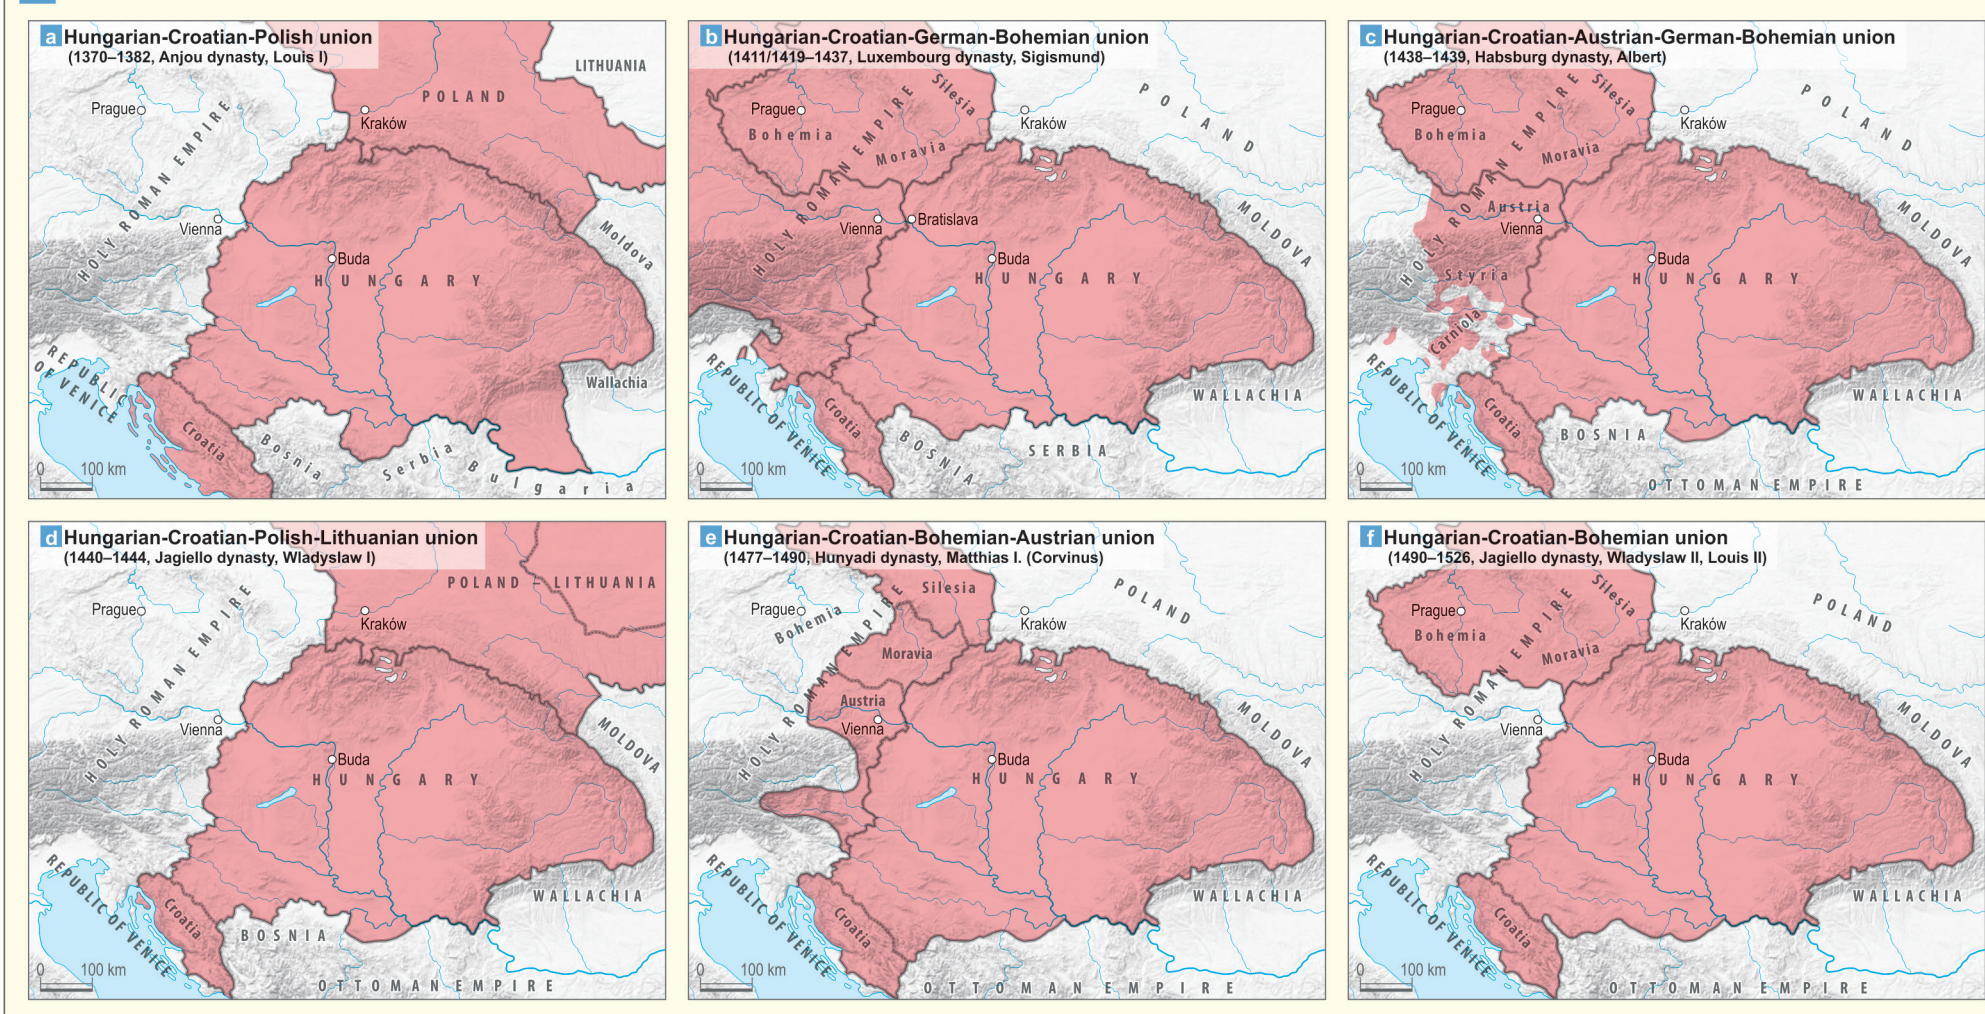 a Hungarian-Croatian-Polish union
(1370–1382, Anjou dynasty, Louis I)
LITHUANIA
POLAND
Prague
Kraków
HOLY ROMAN EMPIRE
Vienna
Moldova
Buda
HUNGARY
REPUBLIC
OF VENICE
Wallachia
Croatia
Bosnia
Serbia
Bulgaria
0 100 km
b Hungarian-Croatian-German-Bohemian union
(1411/1419–1437, Luxembourg dynasty, Sigismund)
Silesia
POLAND
Prague
Kraków
Bohemia
Moravia
HOLY ROMAN EMPIRE
Vienna
Bratislava
MOLDOVA
Buda
HUNGARY
REPUBLIC OF VENICE
WALLACHIA
Croatia
BOSNIA
SERBIA
0 100 km
c Hungarian-Croatian-Austrian-German-Bohemian union
(1438–1439, Habsburg dynasty, Albert)
Silesia
POLAND
Prague
Kraków
Bohemia
Moravia
HOLY ROMAN EMPIRE
Austria
Vienna
MOLDOVA
Buda
Styria
HUNGARY
Carniola
REPUBLIC OF VENICE
WALLACHIA
Croatia
BOSNIA
0 100 km
OTTOMAN EMPIRE
d Hungarian-Croatian-Polish-Lithuanian union
(1440–1444, Jagiello dynasty, Wladyslaw I)
POLAND – LITHUANIA
Prague
Kraków
HOLY ROMAN EMPIRE
Vienna
MOLDOVA
Buda
HUNGARY
REPUBLIC OF VENICE
WALLACHIA
Croatia
BOSNIA
0 100 km
OTTOMAN EMPIRE
e Hungarian-Croatian-Bohemian-Austrian union
(1477–1490, Hunyadi dynasty, Matthias I. (Corvinus)
Silesia
POLAND
Prague
Kraków
Bohemia
Moravia
HOLY ROMAN EMPIRE
Austria
Vienna
MOLDOVA
Buda
HUNGARY
REPUBLIC OF VENICE
WALLACHIA
Croatia
0 100 km
OTTOMAN EMPIRE
f Hungarian-Croatian-Bohemian union
(1490–1526, Jagiello dynasty, Wladyslaw II, Louis II)
Silesia
POLAND
Prague
Kraków
Bohemia
Moravia
HOLY ROMAN EMPIRE
Vienna
MOLDOVA
Buda
HUNGARY
REPUBLIC OF VENICE
WALLACHIA
Croatia
0 100 km
OTTOMAN EMPIRE